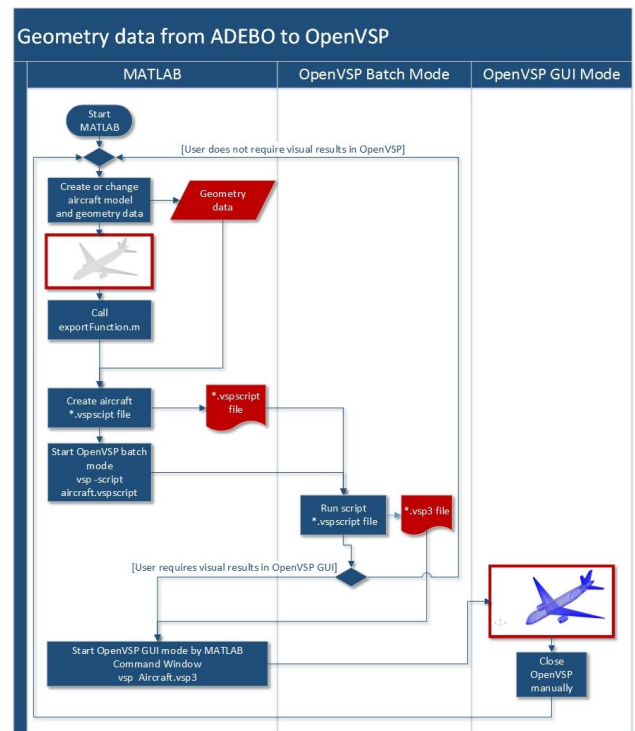 Geometry data from ADEBO to OpenVSP
MATLAB
OpenVSP Batch Mode
OpenVSP GUI Mode
Start
MATLAB
[User does not require visual results in OpenVSP]
Create or change
aircraft model
and geometry data
Geometry
data
Call
exportFunction.m
Create aircraft
*.vspscipt file
*.vspscript
file
Start OpenVSP batch
mode
vsp -script
aircraft.vspscript
Run script
*.vspscript file
*.vsp3 file
[User requires visual results in OpenVSP GUI]
Start OpenVSP GUI mode by MATLAB
Command Window
vsp Aircraft.vsp3
Close
OpenVSP
manually